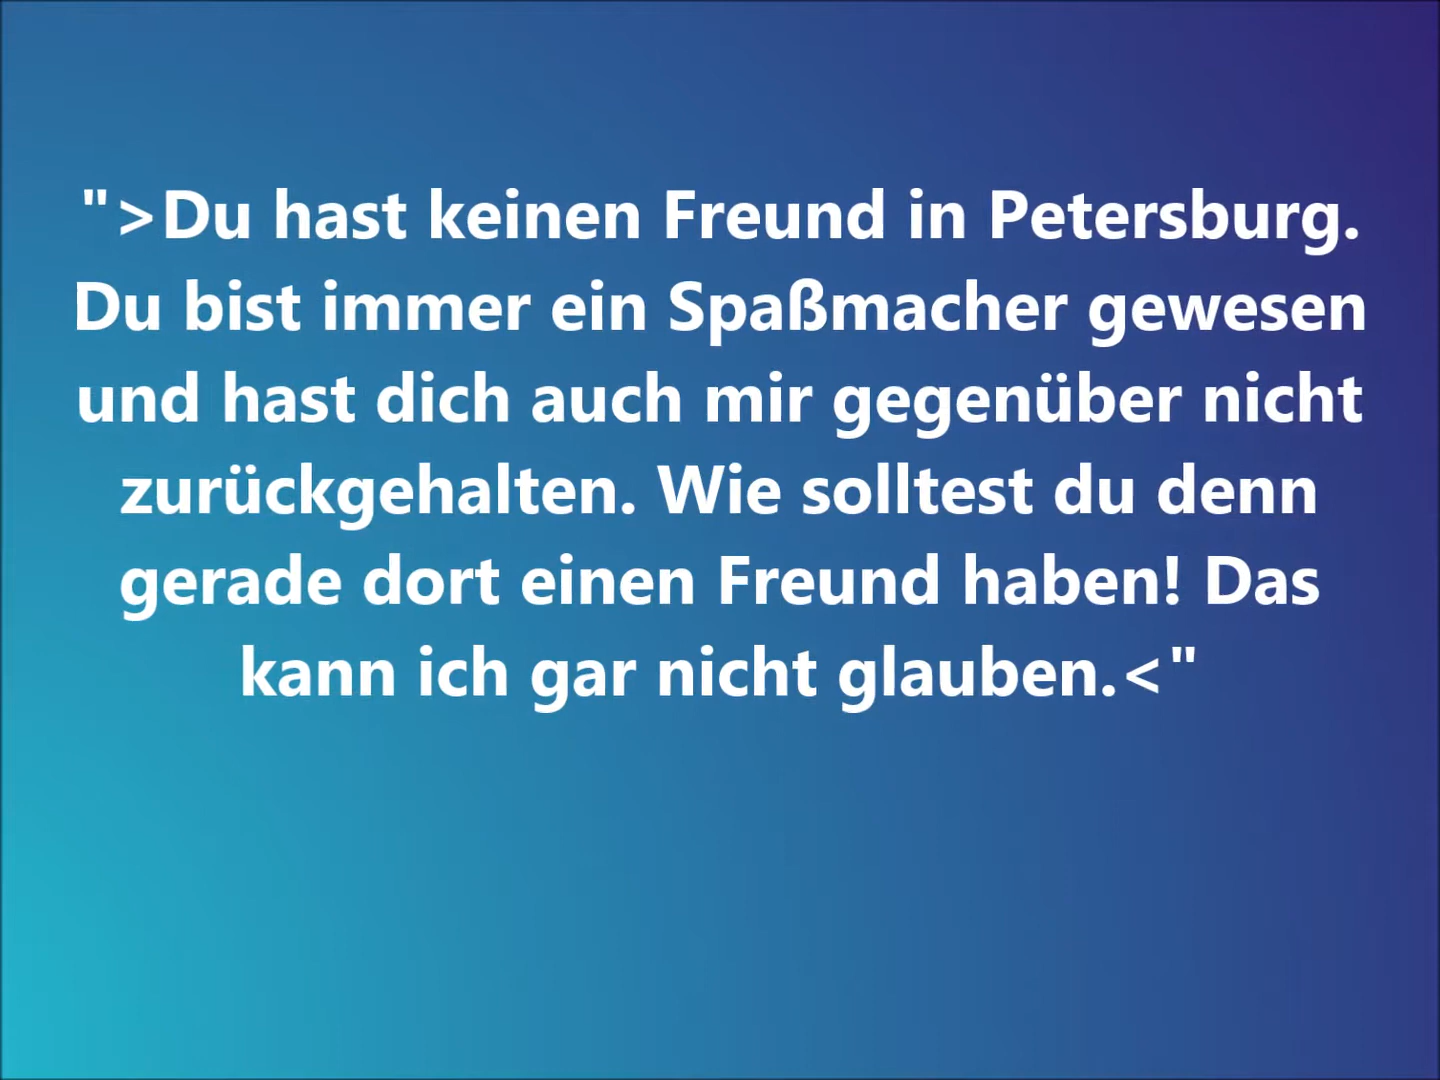 ">Du hast keinen Freund in Petersburg.
Du bist immer ein Spaßmacher gewesen
und hast dich auch mir gegenüber nicht
zurückgehalten. Wie solltest du denn
gerade dort einen Freund haben! Das
kann ich gar nicht glauben.<"